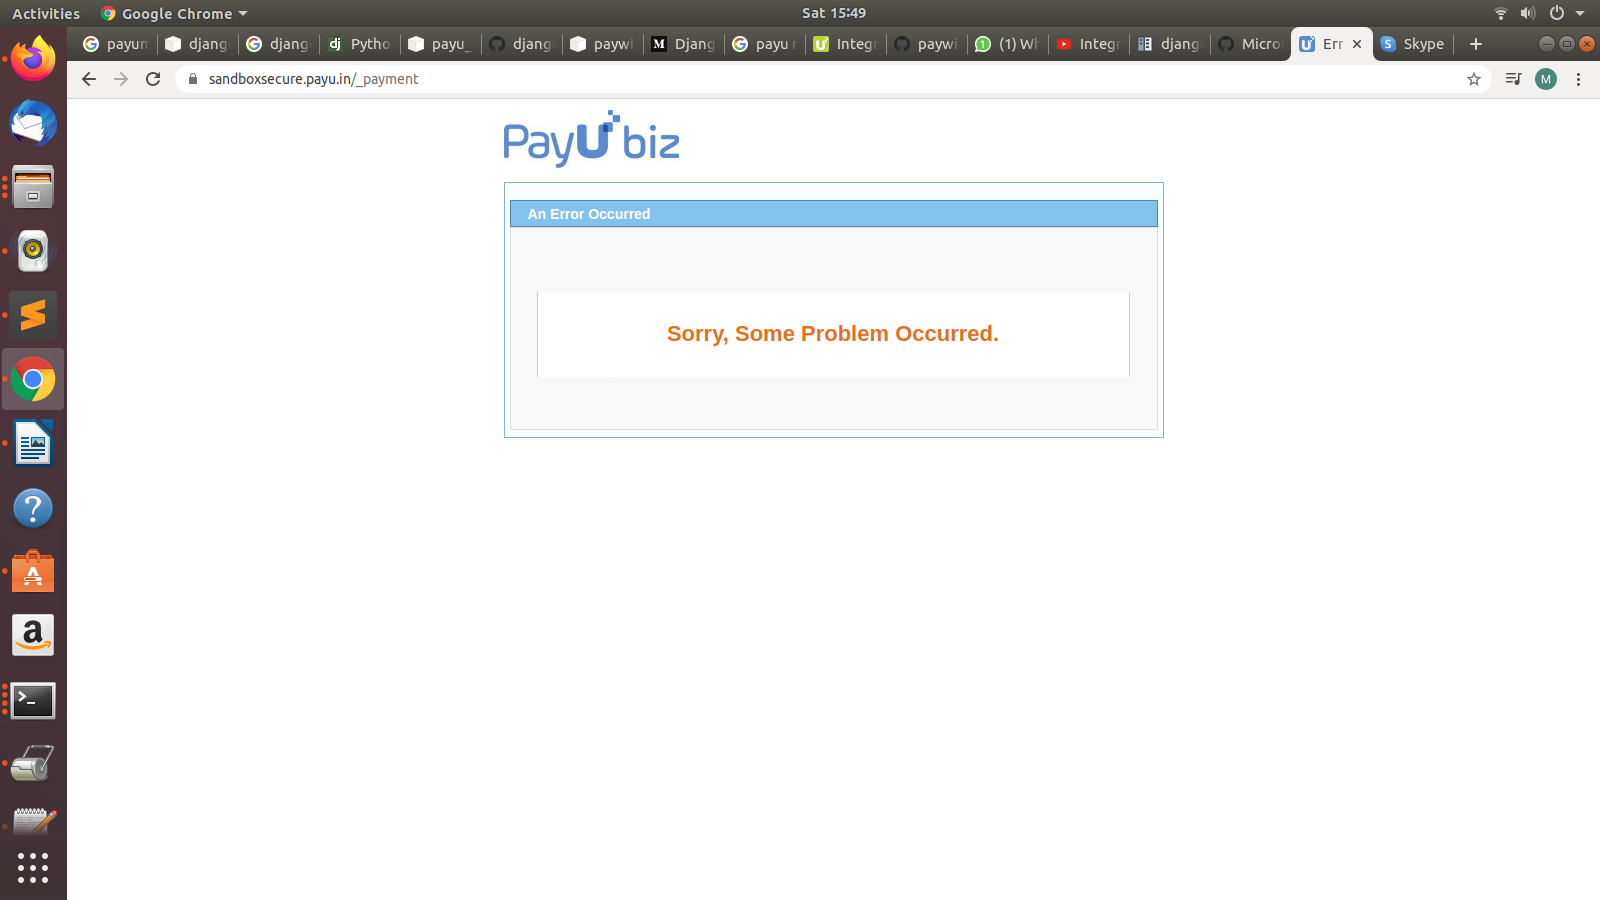 Activities Google Chrome Sat 15:49
payum djang djang Pytho payu_ djang paywi Djang payu r Integr paywi (1) Wh Integr djang Micro Err Skype
sandboxsecure.payu.in/_payment M
PayU biz
An Error Occurred
Sorry, Some Problem Occurred.